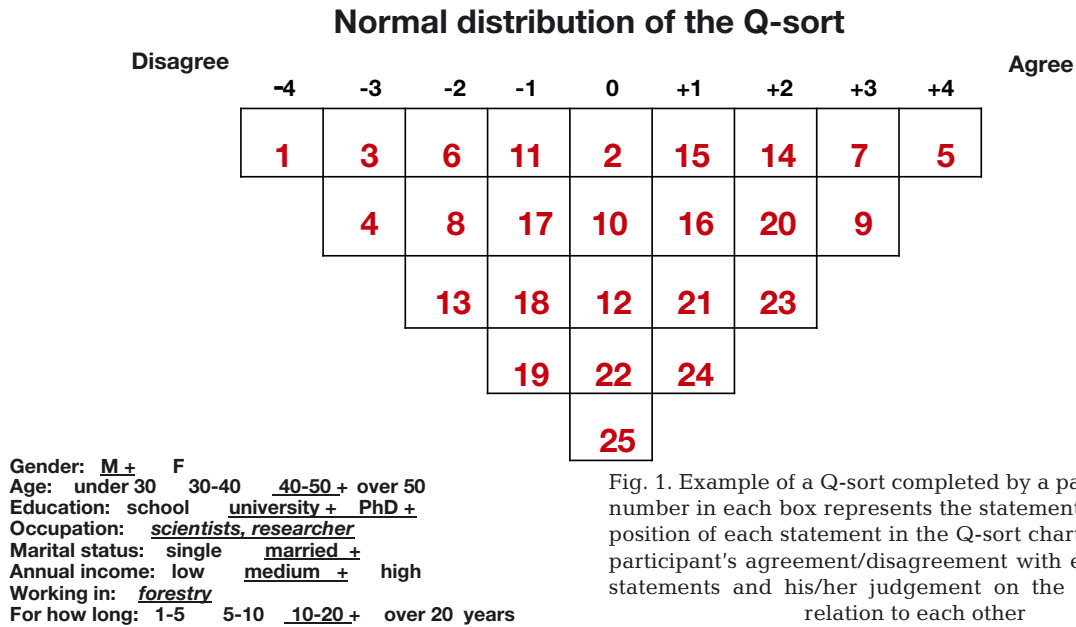 Normal distribution of the Q-sort
Disagree Agree
-4 -3 -2 -1 0 +1 +2 +3 +4
1 3 6 11 2 15 14 7 5
4 8 17 10 16 20 9
13 18 12 21 23
19 22 24
25
Gender: M + F
Age: under 30 30-40 40-50 + over 50
Education: school university + PhD +
Occupation: scientists, researcher
Marital status: single married +
Annual income: low medium + high
Working in: forestry
For how long: 1-5 5-10 10-20 + over 20 years
Fig. 1. Example of a Q-sort completed by a
number in each box represents the
position of each statement in the Q-sort
participant's agreement/disagreement with
statements and his/her judgement on the
relation to each other